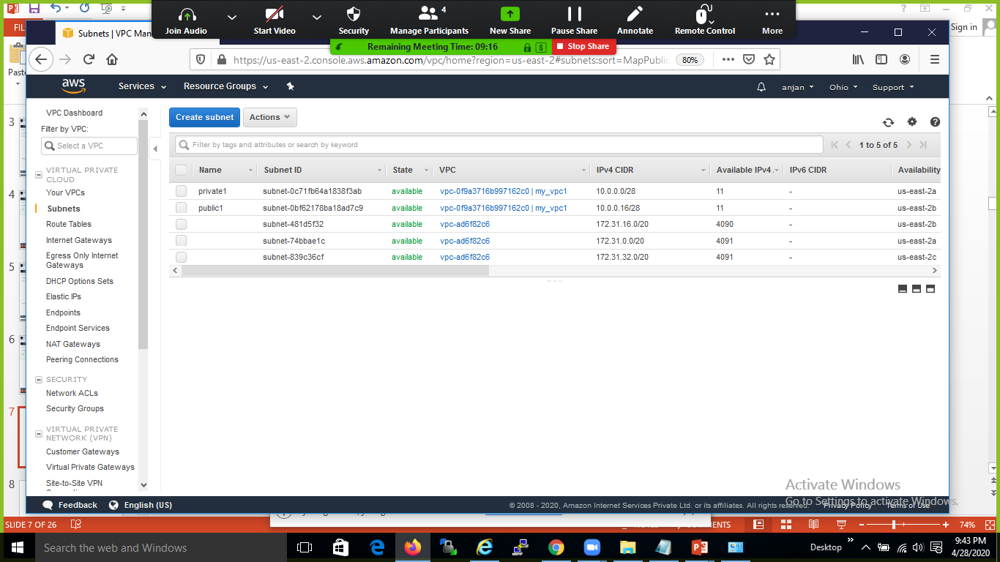 FIL
Sign in
Paste
Join Audio
Start Video
Security
4
Manage Participants
New Share
Pause Share
Annotate
Remote Control
More
Remaining Meeting Time: 09:16
Stop Share
Subnets | VPC Man
https://us-east-2.console.aws.amazon.com/vpc/home?region=us-east-2#subnets:sort=MapPublic
80%
aws
Services
Resource Groups
anjan
Ohio
Support
VPC Dashboard
Filter by VPC:
Select a VPC
VIRTUAL PRIVATE
CLOUD
Your VPCs
Subnets
Route Tables
Internet Gateways
Egress Only Internet
Gateways
DHCP Options Sets
Elastic IPs
Endpoints
Endpoint Services
NAT Gateways
Peering Connections
SECURITY
Network ACLs
Security Groups
VIRTUAL PRIVATE
NETWORK (VPN)
Customer Gateways
Virtual Private Gateways
Site-to-Site VPN
Create subnet
Actions
Filter by tags and attributes or search by keyword
1 to 5 of 5
Name Subnet ID State VPC IPv4 CIDR Available IPv4 IPv6 CIDR Availability
private1 subnet-0c71fb64a1838f3ab available vpc-0f9a3716b997162c0 | my_vpc1 10.0.0.0/28 11 - us-east-2a
public1 subnet-0bf62178ba18ad7c9 available vpc-0f9a3716b997162c0 | my_vpc1 10.0.0.16/28 11 - us-east-2b
subnet-481d5f32 available vpc-ad6f82c6 172.31.16.0/20 4090 - us-east-2b
subnet-74bbae1c available vpc-ad6f82c6 172.31.0.0/20 4091 - us-east-2a
subnet-839c36cf available vpc-ad6f82c6 172.31.32.0/20 4091 - us-east-2c
3
4
5
6
7
8
Activate Windows
Go to Settings to activate Windows.
Feedback
English (US)
© 2008 - 2020, Amazon Internet Services Private Ltd. or its affiliates. All rights reserved.
Privacy Policy
Terms of Use
SLIDE 7 OF 26
74%
Search the web and Windows
Desktop
9:43 PM
4/28/2020